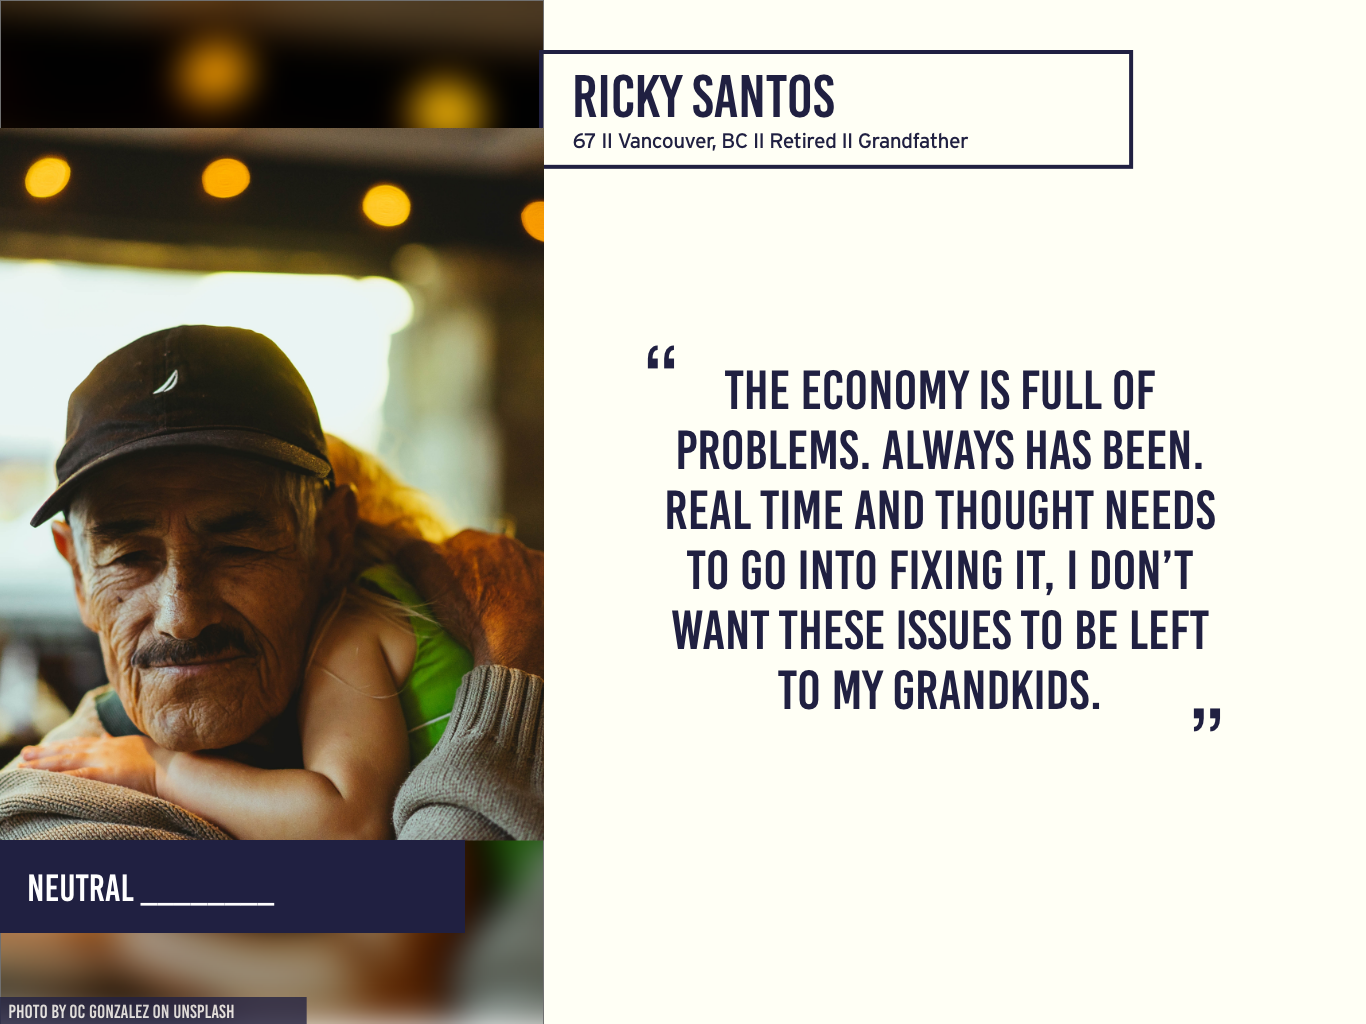 RICKY SANTOS
67 II Vancouver, BC II Retired II Grandfather
“
THE ECONOMY IS FULL OF
PROBLEMS. ALWAYS HAS BEEN.
REAL TIME AND THOUGHT NEEDS
TO GO INTO FIXING IT, I DON’T
WANT THESE ISSUES TO BE LEFT
TO MY GRANDKIDS.
”
NEUTRAL ________
PHOTO BY OC GONZALEZ ON UNSPLASH